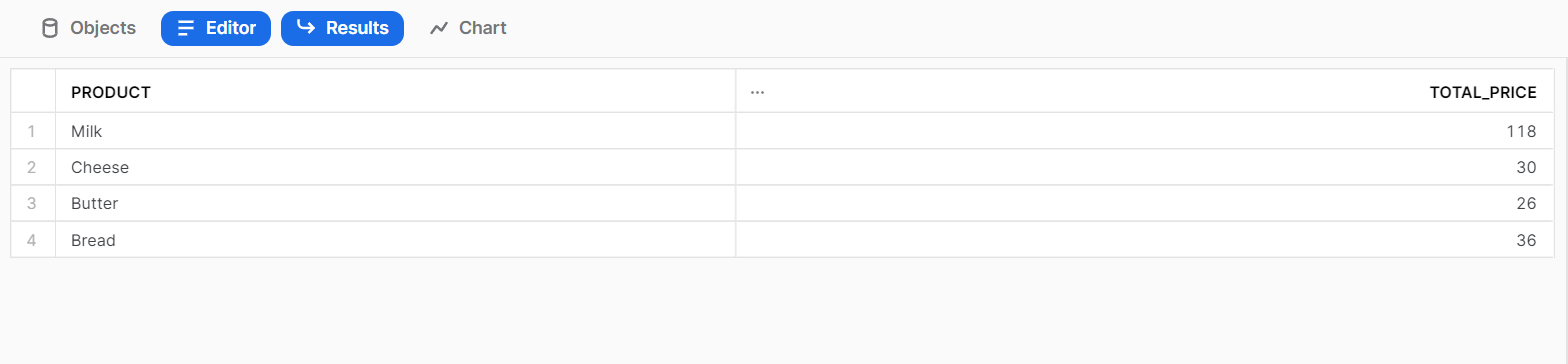 Objects Editor Results Chart
PRODUCT ... TOTAL_PRICE
1 Milk 118
2 Cheese 30
3 Butter 26
4 Bread 36